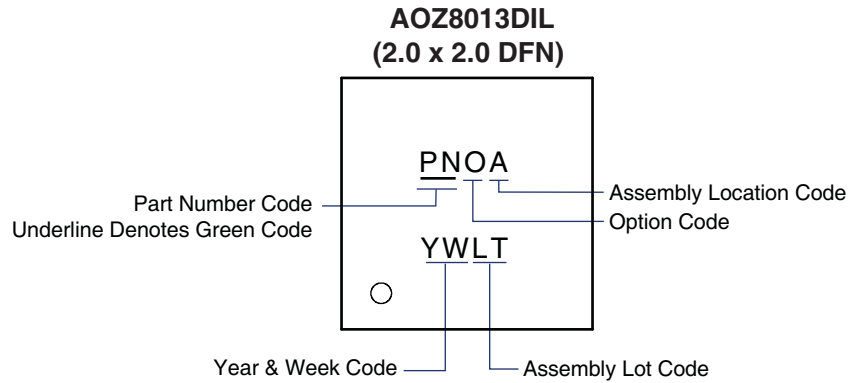 AOZ8013DIL
(2.0 x 2.0 DFN)
PNOA
Part Number Code
Underline Denotes Green Code
Assembly Location Code
Option Code
YWLT
Year & Week Code
Assembly Lot Code